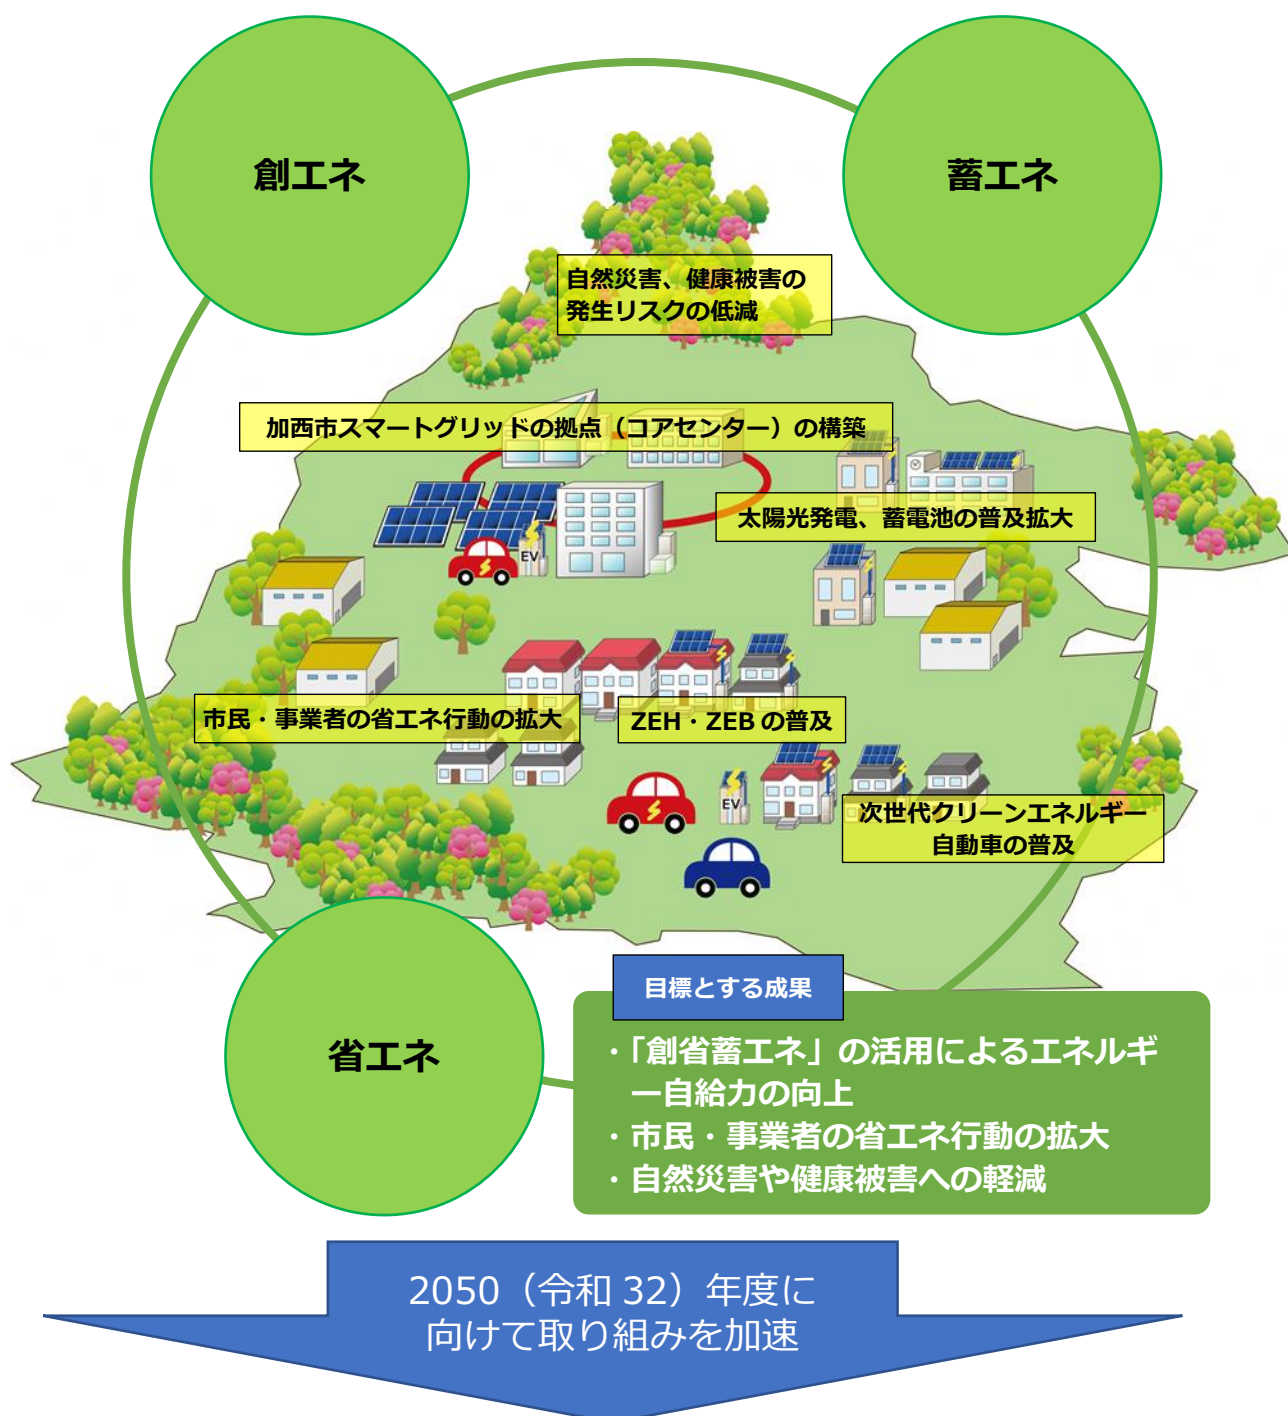 創エネ
蓄エネ
自然災害、健康被害の
発生リスクの低減
加西市スマートグリッドの拠点（コアセンター）の構築
太陽光発電、蓄電池の普及拡大
EV
市民・事業者の省エネ行動の拡大
ZEH・ZEB の普及
EV
次世代クリーンエネルギー
自動車の普及
省エネ
目標とする成果
・「創省蓄エネ」の活用によるエネルギ
ー自給力の向上
・市民・事業者の省エネ行動の拡大
・自然災害や健康被害への軽減
2050（令和 32）年度に
向けて取り組みを加速